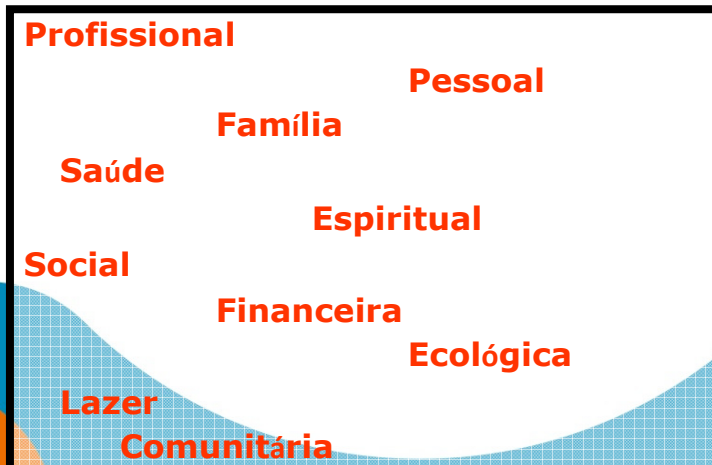 Profissional
Pessoal
Família
Saúde
Espiritual
Social
Financeira
Ecológica
Lazer
Comunitária